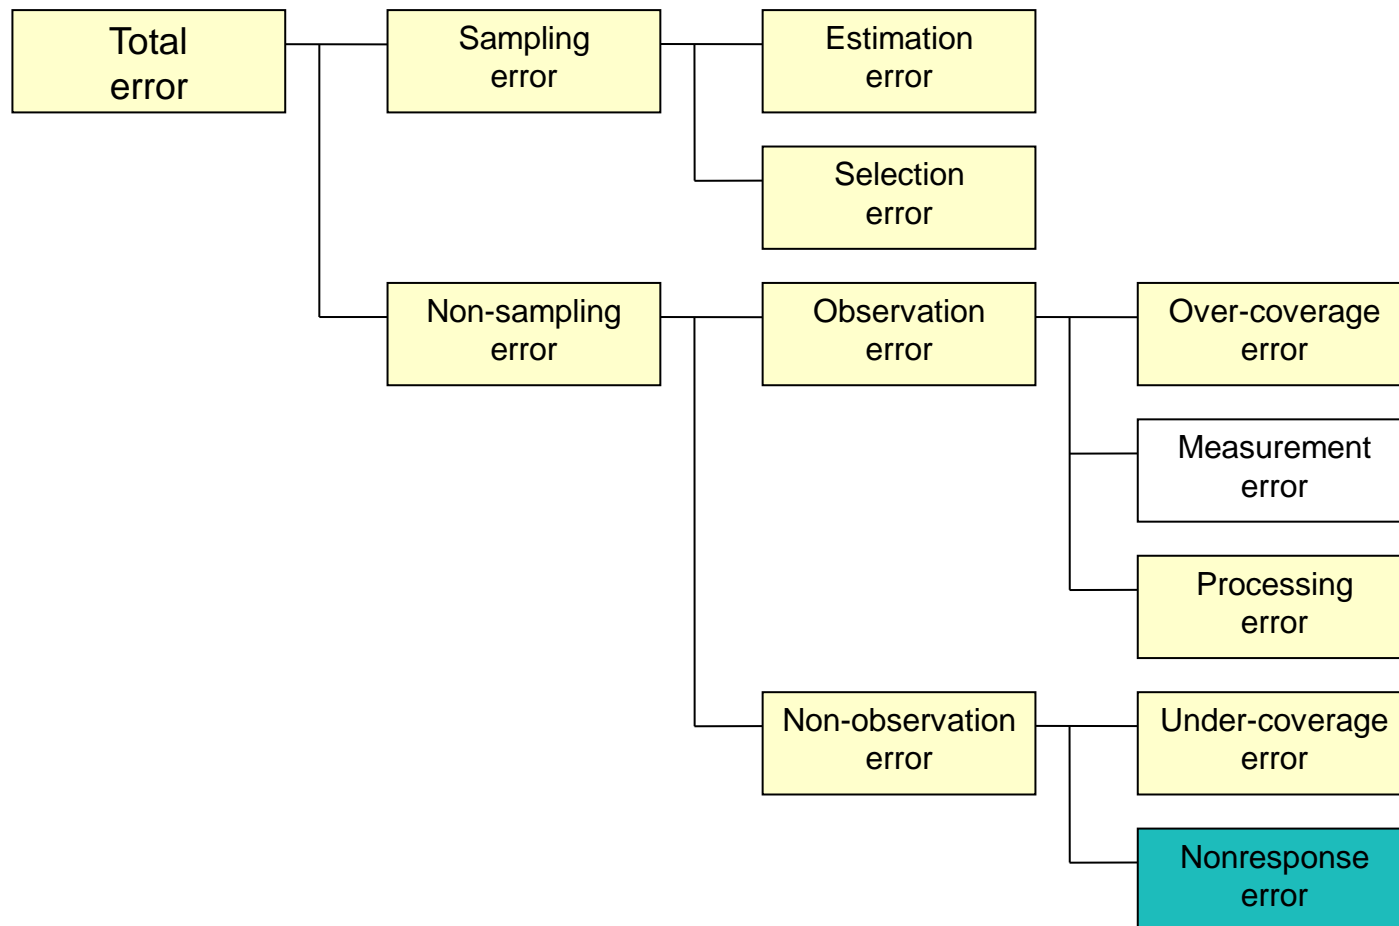 Total
error
Sampling
error
Estimation
error
Selection
error
Non-sampling
error
Observation
error
Over-coverage
error
Measurement
error
Processing
error
Non-observation
error
Under-coverage
error
Nonresponse
error